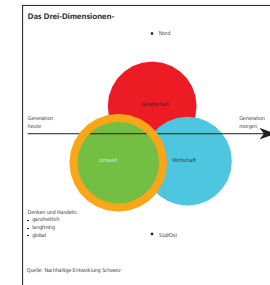 Das Drei-Dimensionen-
Nord
Gesellschaft
Generation
heute
Generation
morgen
Umwelt
Wirtschaft
Denken und Handeln:
• ganzheitlich
• langfristig
• global
Süd/Ost
Quelle: Nachhaltige Entwicklung Schweiz